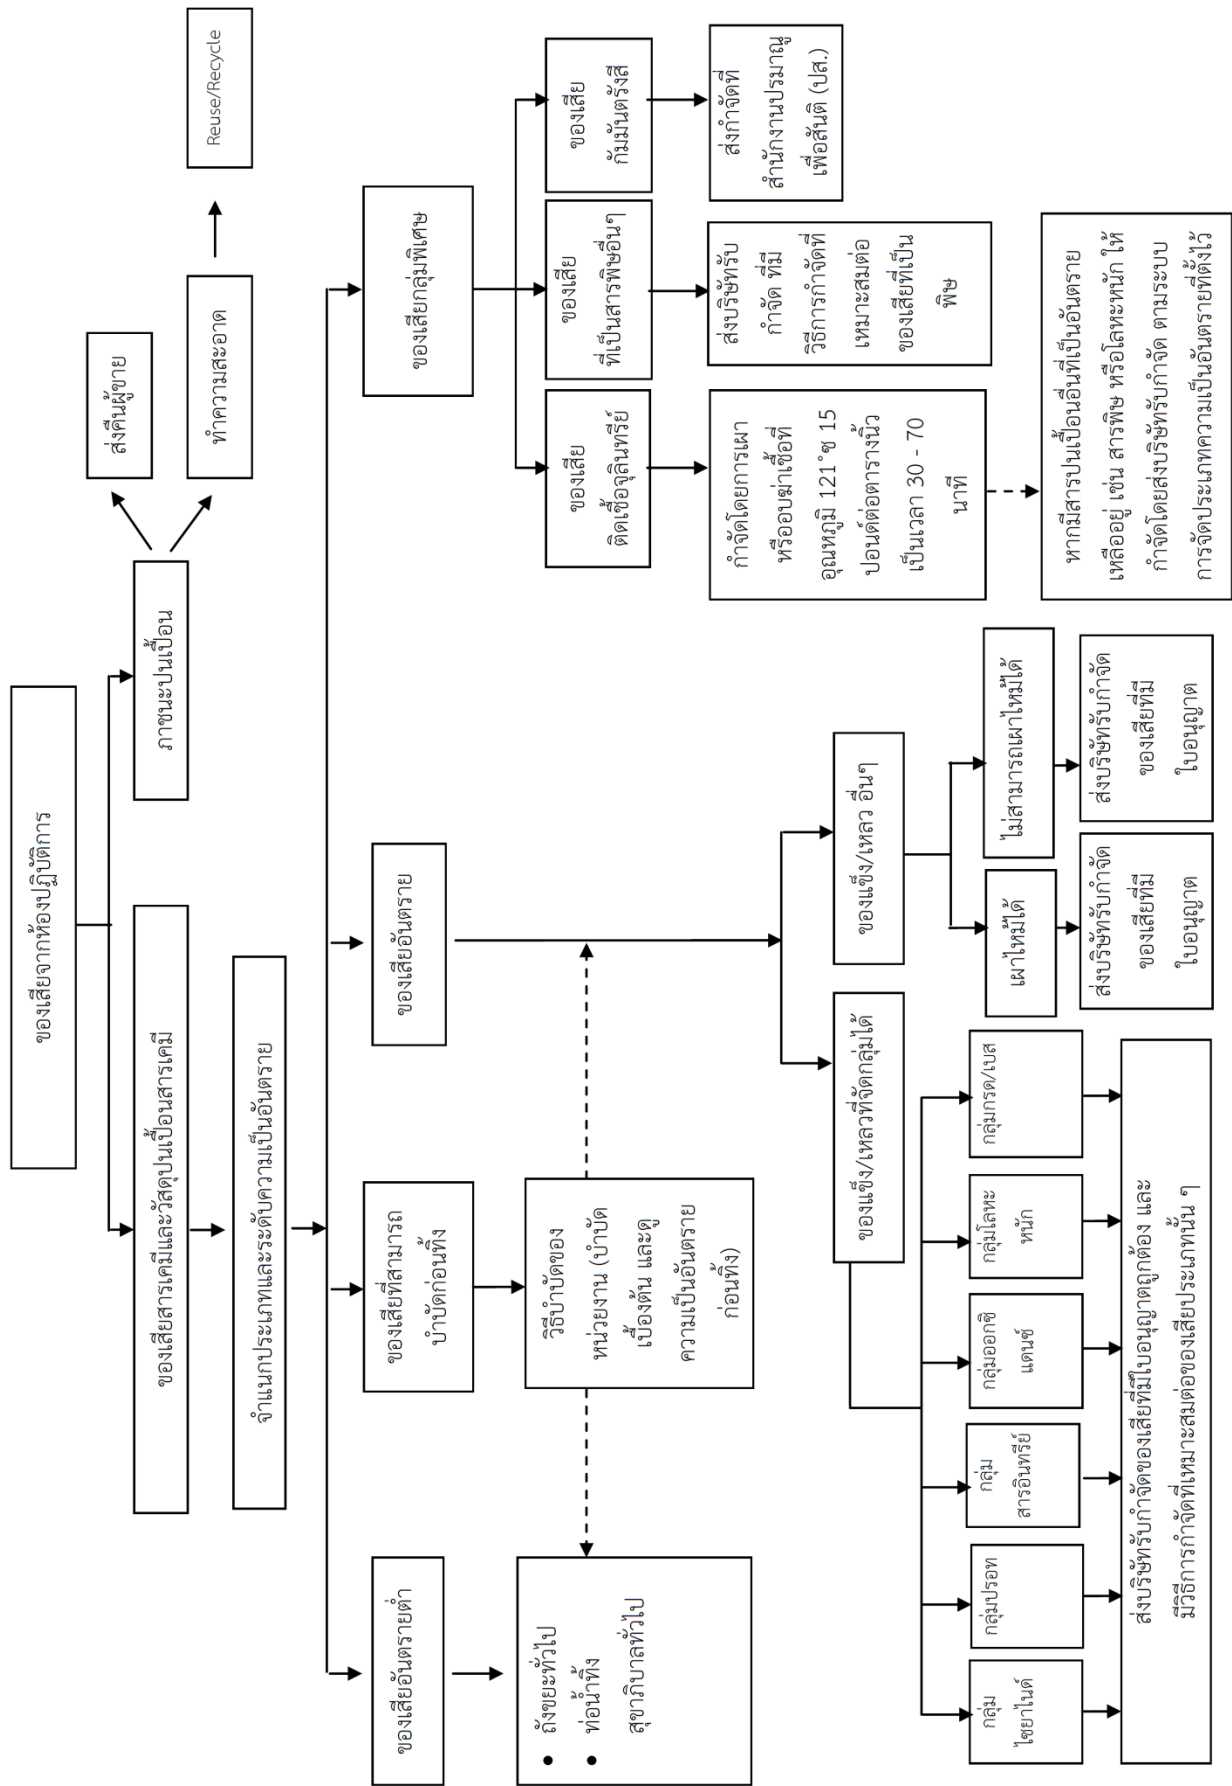 ของเสียจากห้องปฏิบัติการ
ของเสียสารเคมีและวัสดุปนเปื้อนสารเคมี
ภาชนะปนเปื้อน
ส่งคืนผู้ขาย
ทำความสะอาด
Reuse/Recycle
จำแนกประเภทและระดับความเป็นอันตราย
ของเสียอันตรายต่ำ
ของเสียที่สามารถ
บำบัดก่อนทิ้ง
ของเสียอันตราย
ของเสียกลุ่มพิเศษ
• ถังขยะทั่วไป
• ท่อน้ำทิ้ง
สุขาภิบาลทั่วไป
วิธีบำบัดของ
หน่วยงาน (บำบัด
เบื้องต้น และดู
ความเป็นอันตราย
ก่อนทิ้ง)
ของเสีย
ติดเชื้อจุลินทรีย์
ของเสีย
ที่เป็นสารพิษอื่นๆ
ของเสีย
กัมมันตรังสี
กำจัดโดยการเผา
หรืออบฆ่าเชื้อที่
อุณหภูมิ 121 ˚ซ 15
ปอนด์ต่อตารางนิ้ว
เป็นเวลา 30 - 70
นาที
ส่งบริษัทรับ
กำจัด ที่มี
วิธีการกำจัดที่
เหมาะสมต่อ
ของเสียที่เป็น
พิษ
ส่งกำจัดที่
สำนักงานปรมาณู
เพื่อสันติ (ปส.)
ของแข็ง/เหลวที่จัดกลุ่มได้
ของแข็ง/เหลว อื่นๆ
กลุ่ม
ไซยาไนด์
กลุ่มปรอท
กลุ่ม
สารอินทรีย์
กลุ่มออกซิ
แดนซ์
กลุ่มโลหะ
หนัก
กลุ่มกรด/เบส
เผาไหม้ได้
ไม่สามารถเผาไหม้ได้
ส่งบริษัทรับกำจัดของเสียที่มีใบอนุญาตถูกต้อง และ
มีวิธีการกำจัดที่เหมาะสมต่อของเสียประเภทนั้น ๆ
ส่งบริษัทรับกำจัด
ของเสียที่มี
ใบอนุญาต
ส่งบริษัทรับกำจัด
ของเสียที่มี
ใบอนุญาต
หากมีสารปนเปื้อนอื่นที่เป็นอันตราย
เหลืออยู่ เช่น สารพิษ หรือโลหะหนัก ให้
กำจัดโดยส่งบริษัทรับกำจัด ตามระบบ
การจัดประเภทความเป็นอันตรายที่ตั้งไว้